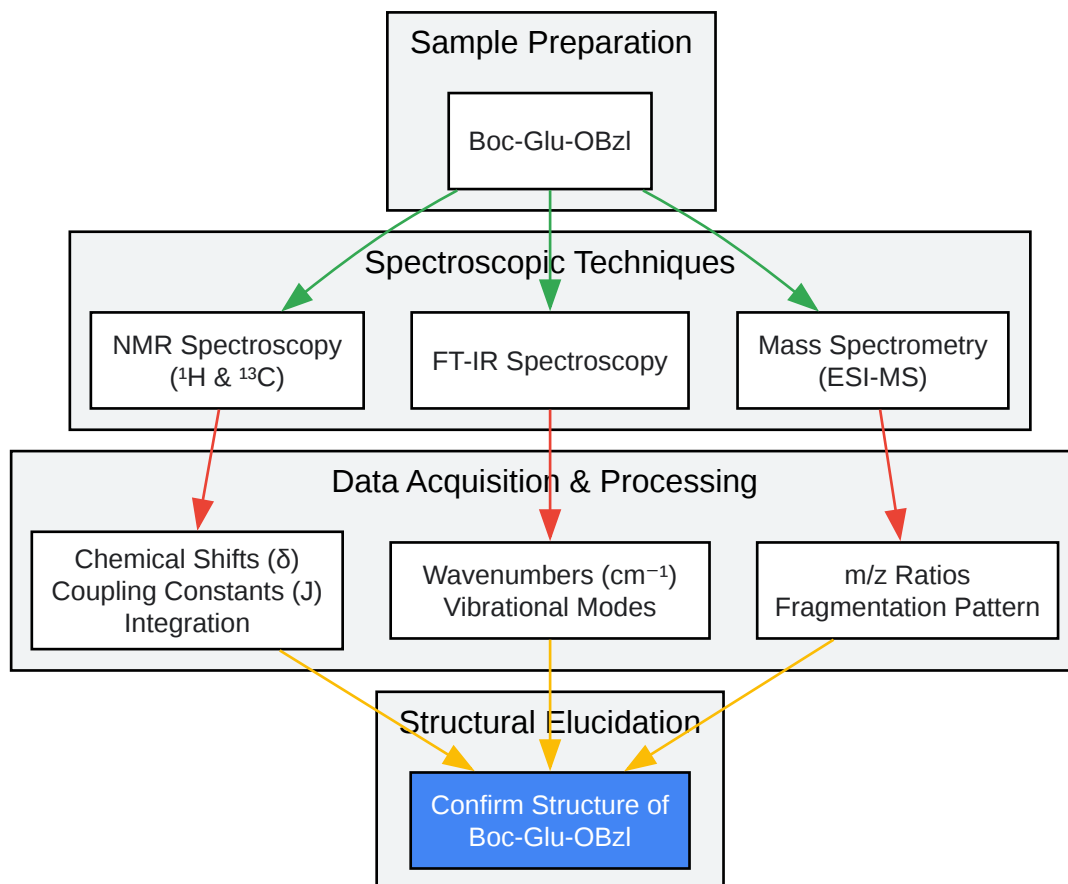 Sample Preparation
Boc-Glu-OBzl
Spectroscopic Techniques
NMR Spectroscopy
(¹H & ¹³C)
FT-IR Spectroscopy
Mass Spectrometry
(ESI-MS)
Data Acquisition & Processing
Chemical Shifts (δ)
Coupling Constants (J)
Integration
Wavenumbers (cm⁻¹)
Vibrational Modes
m/z Ratios
Fragmentation Pattern
Structural Elucidation
Confirm Structure of
Boc-Glu-OBzl